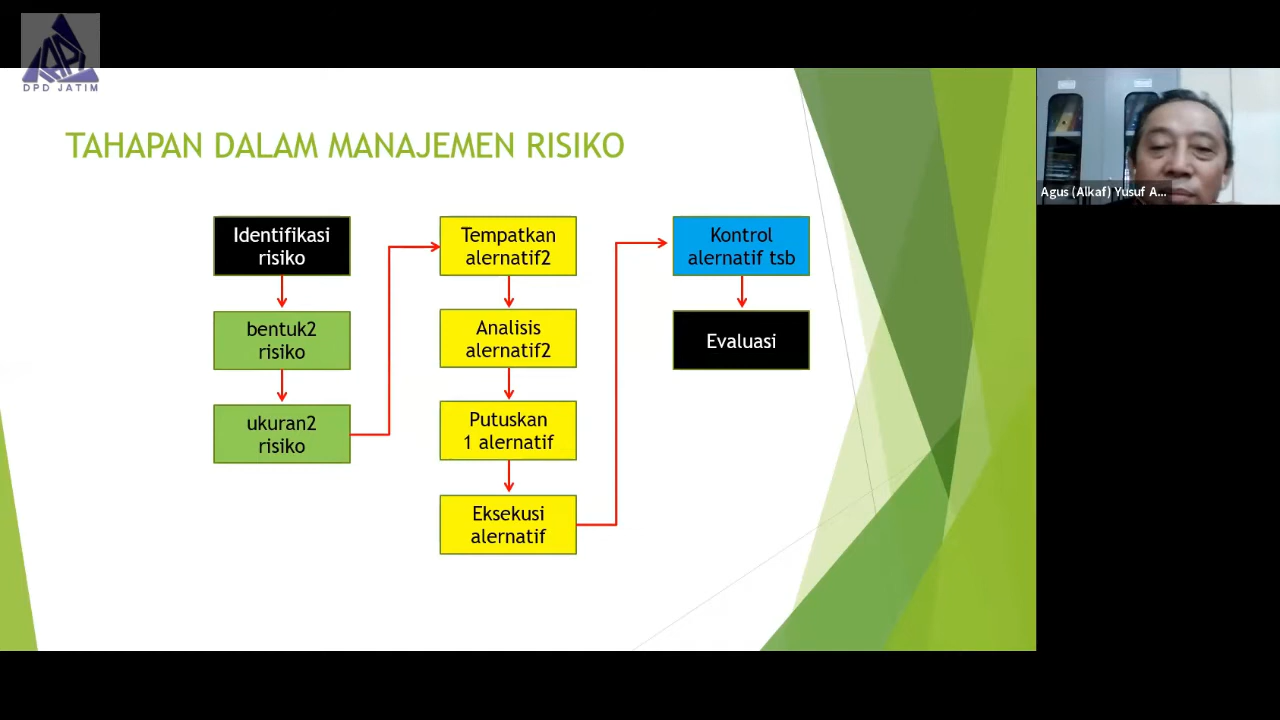 IAPI
DPD JATIM
TAHAPAN DALAM MANAJEMEN RISIKO
Identifikasi
risiko
bentuk2
risiko
ukuran2
risiko
Tempatkan
alernatif2
Analisis
alernatif2
Putuskan
1 alernatif
Eksekusi
alernatif
Kontrol
alernatif tsb
Evaluasi
Agus (Alkaf) Yusuf A...